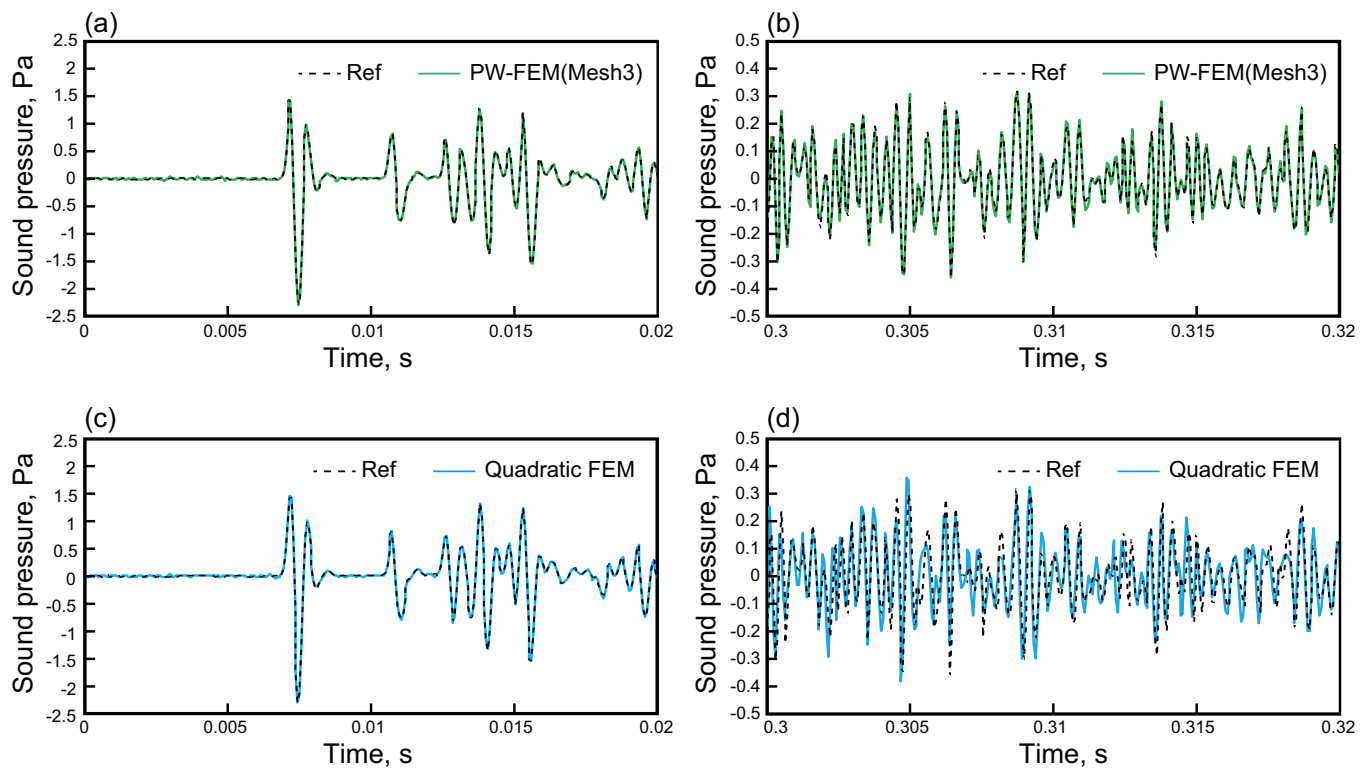 (a)
Sound pressure, Pa
2.5
2
1.5
1
0.5
0
-0.5
-1
-1.5
-2
-2.5
Ref
PW-FEM(Mesh3)
0 0.005 0.01 0.015 0.02
Time, s
(b)
Sound pressure, Pa
0.5
0.4
0.3
0.2
0.1
0
-0.1
-0.2
-0.3
-0.4
-0.5
Ref
PW-FEM(Mesh3)
0.3 0.305 0.31 0.315 0.32
Time, s
(c)
Sound pressure, Pa
2.5
2
1.5
1
0.5
0
-0.5
-1
-1.5
-2
-2.5
Ref
Quadratic FEM
0 0.005 0.01 0.015 0.02
Time, s
(d)
Sound pressure, Pa
0.5
0.4
0.3
0.2
0.1
0
-0.1
-0.2
-0.3
-0.4
-0.5
Ref
Quadratic FEM
0.3 0.305 0.31 0.315 0.32
Time, s